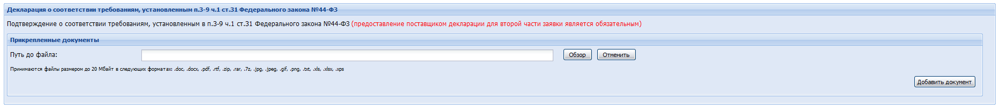 Декларация о соответствии требованиям, установленным п.3-9 ч.1 ст.31 Федерального закона №44-ФЗ
Подтверждение о соответствии требованиям, установленным в п.3-9 ч.1 ст.31 Федерального закона №44-ФЗ (предоставление поставщиком декларации для второй части заявки является обязательным)
Прикрепленные документы
Путь до файла: Обзор Отменить
Принимаются файлы размером до 20 Мбайт в следующих форматах: .doc, .docx, .pdf, .rtf, .zip, .rar, .7z, .jpg, .jpeg, .gif, .png, .txt, .xls, .xlsx, .xps
Добавить документ